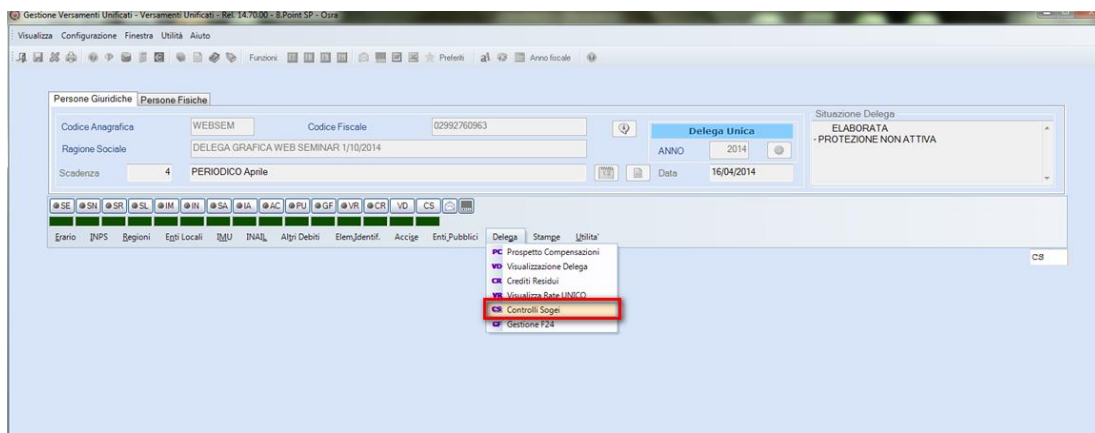 Gestione Versamenti Unificati - Versamenti Unificati - Rel. 14.70.00 - B.Point SP - Osra
Visualizza Configurazione Finestra Utilità Aiuto
Funzioni Preferiti Anno fiscale
Persone Giuridiche Persone Fisiche
Situazione Delega
Codice Anagrafica WEBSEM Codice Fiscale 02992760963 Delega Unica ELABORATA
- PROTEZIONE NON ATTIVA
Ragione Sociale DELEGA GRAFICA WEB SEMINAR 1/10/2014 ANNO 2014
Scadenza 4 PERIODICO Aprile Data 16/04/2014
SE SN SR SL IM IN SA IA AC PU GF VR CR VD CS
Erario INPS Regioni Enti Locali IMU INAIL Altri Debiti Elem.Identif. Accise Enti Pubblici Delega Stampe Utilita'
CS
PC Prospetto Compensazioni
VD Visualizzazione Delega
CR Crediti Residui
VR Visualizza Rate UNICO
CS Controlli Sogei
GF Gestione F24